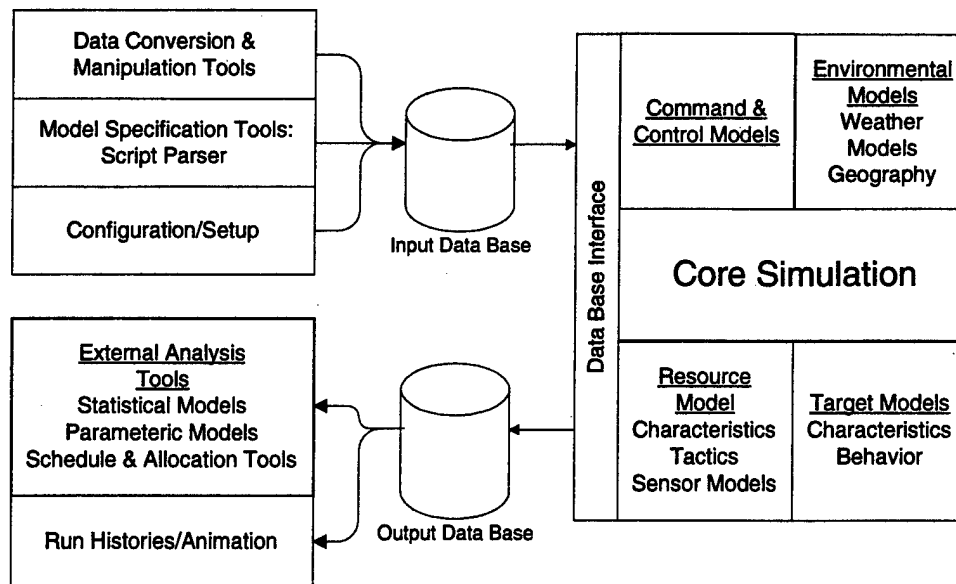 Data Conversion &
Manipulation Tools
Model Specification Tools:
Script Parser
Configuration/Setup
Input Data Base
Data Base Interface
Command &
Control Models
Environmental
Models
Weather
Models
Geography
Core Simulation
Resource
Model
Characteristics
Tactics
Sensor Models
Target Models
Characteristics
Behavior
External Analysis
Tools
Statistical Models
Parameteric Models
Schedule & Allocation Tools
Run Histories/Animation
Output Data Base